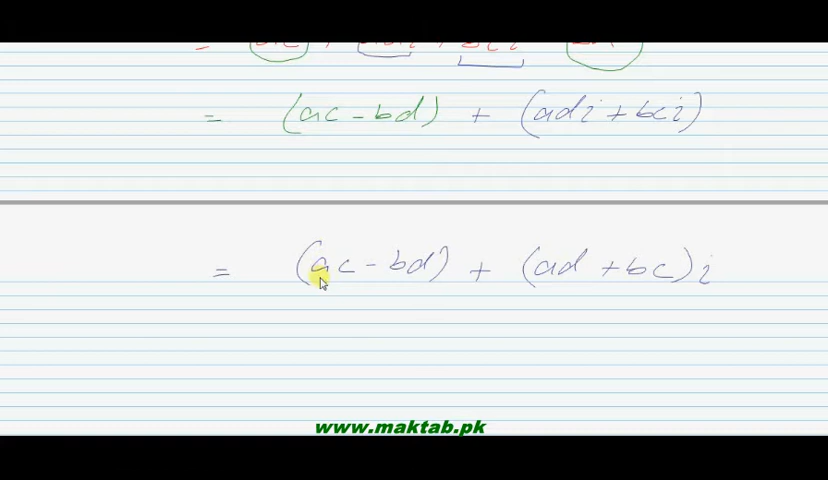 = (ac - bd) + (adi + bci)
= (ac - bd) + (ad + bc)i
www.maktab.pk